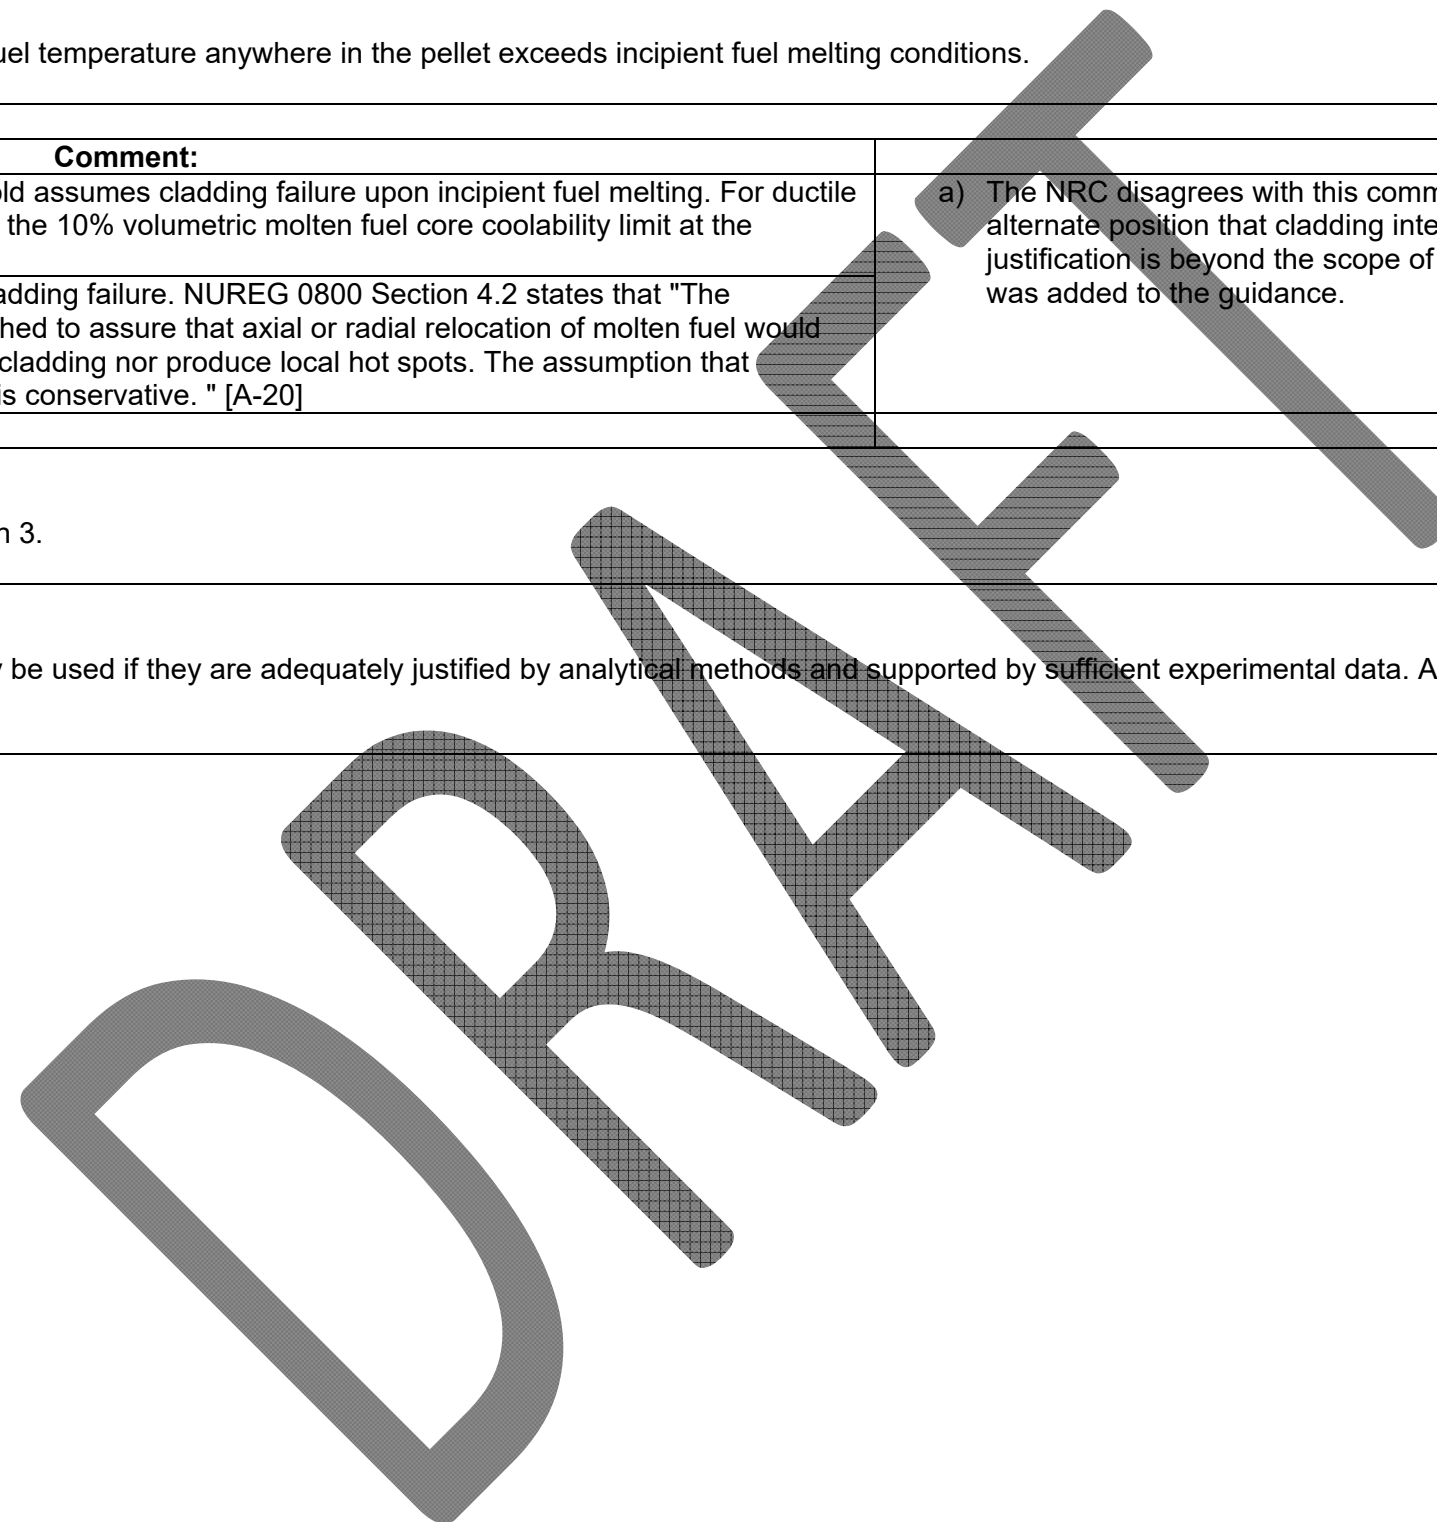 uel temperature anywhere in the pellet exceeds incipient fuel melting conditions.
Comment:
old assumes cladding failure upon incipient fuel melting. For ductile
the 10% volumetric molten fuel core coolability limit at the
adding failure. NUREG 0800 Section 4.2 states that "The
hed to assure that axial or radial relocation of molten fuel would
cladding nor produce local hot spots. The assumption that
is conservative. " [A-20]
a) The NRC disagrees with this comm
alternate position that cladding inte
justification is beyond the scope of
was added to the guidance.
n 3.
y be used if they are adequately justified by analytical methods and supported by sufficient experimental data. A
DRAFT